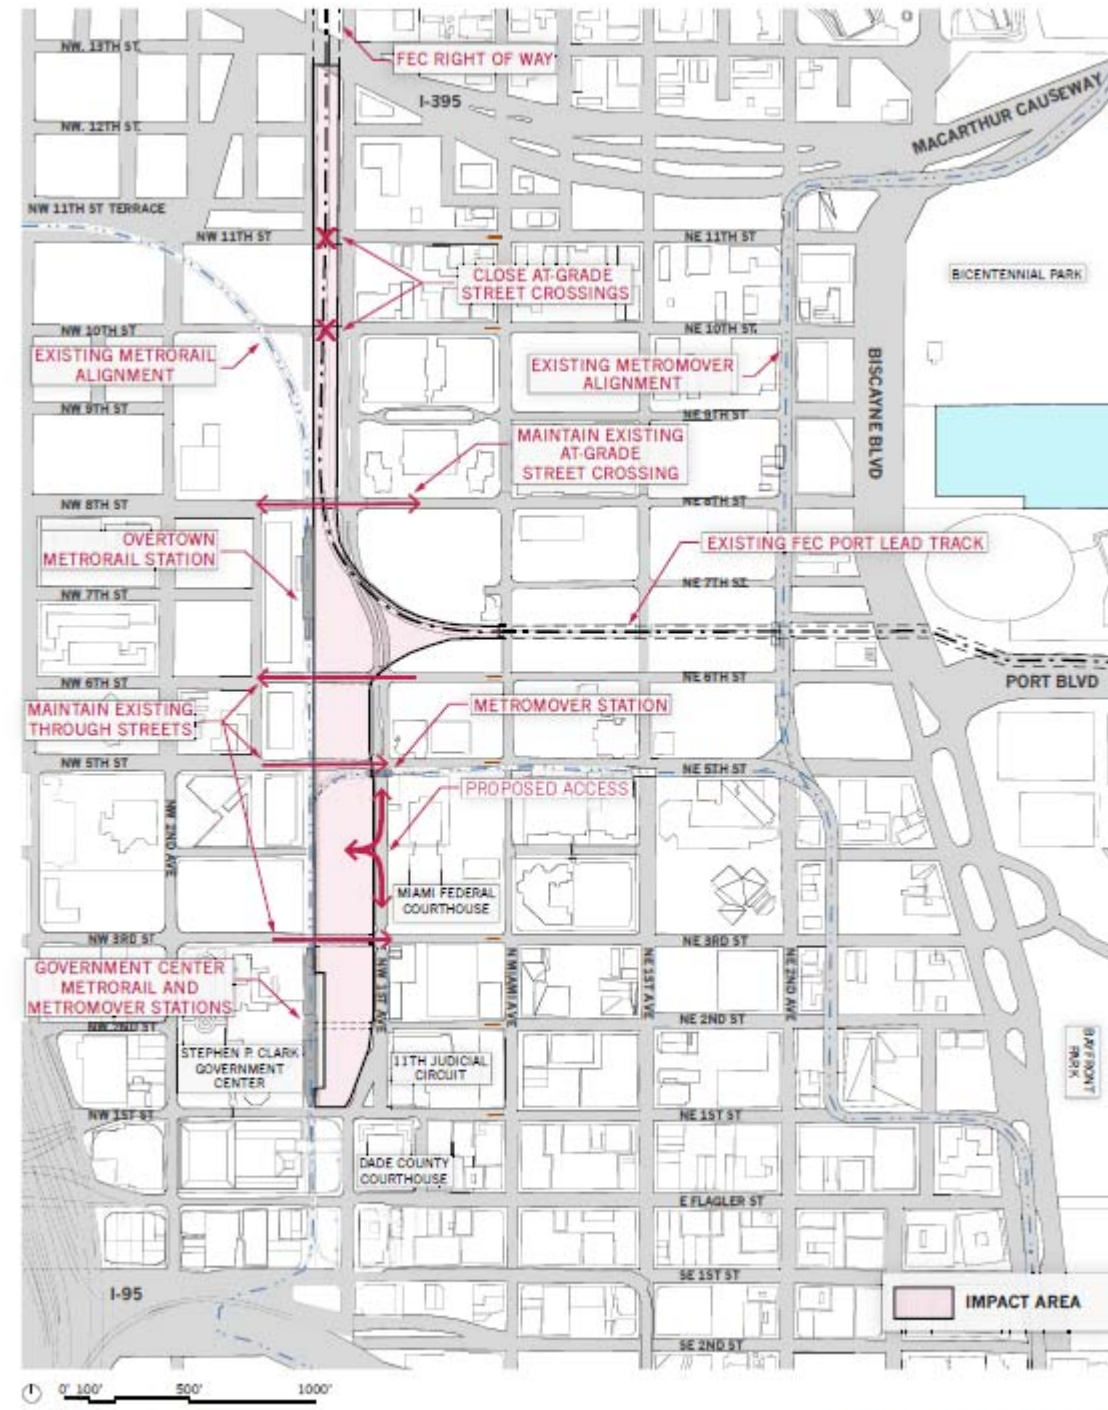 NW. 13TH ST.
FEC RIGHT OF WAY
I-395
MACARTHUR CAUSEWAY
NW. 12TH ST.
NW 11TH ST TERRACE
NW 11TH ST
NE 11TH ST
CLOSE AT-GRADE
STREET CROSSINGS
BICENTENNIAL PARK
NW 10TH ST
NE 10TH ST.
EXISTING METRORAIL
ALIGNMENT
EXISTING METROMOVER
ALIGNMENT
BISCAYNE BLVD
NW 9TH ST
NE 9TH ST
MAINTAIN EXISTING
AT-GRADE
STREET CROSSING
NW 8TH ST
NE 8TH ST
OVERTOWN
METRORAIL STATION
EXISTING FEC PORT LEAD TRACK
NW 7TH ST
NE 7TH ST
NW 6TH ST
NE 6TH ST
PORT BLVD
MAINTAIN EXISTING
THROUGH STREETS
METROMOVER STATION
NW 5TH ST
NE 5TH ST
PROPOSED ACCESS
NW 2ND AVE
MIAMI FEDERAL
COURTHOUSE
NW 3RD ST
NE 3RD ST
GOVERNMENT CENTER
METRORAIL AND
METROMOVER STATIONS
NW 1ST AVE
N MIAMI AVE
NE 1ST AVE
NE 2ND AVE
NW 2ND ST
NE 2ND ST
STEPHEN P. CLARK
GOVERNMENT
CENTER
11TH JUDICIAL
CIRCUIT
BAYFRONT
PARK
NW 1ST ST
NE 1ST ST
DADE COUNTY
COURTHOUSE
E FLAGLER ST
SE 1ST ST
I-95
IMPACT AREA
SE 2ND ST
0' 100' 500' 1000'